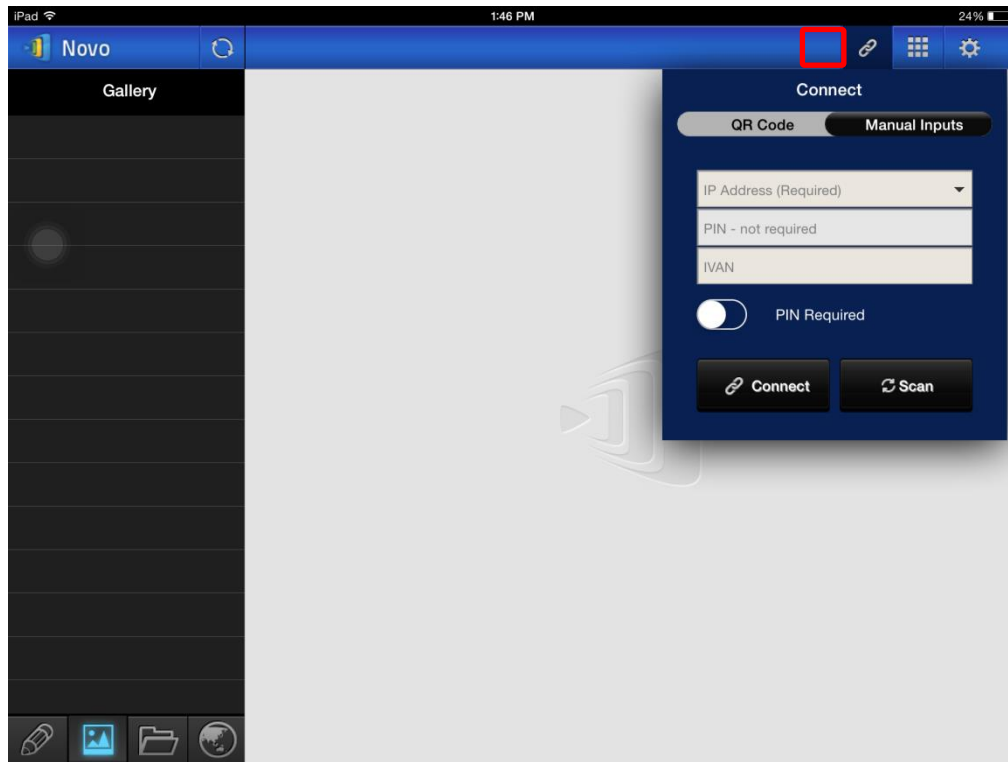 iPad 1:46 PM 24%
Novo
Gallery
Connect
QR Code Manual Inputs
IP Address (Required)
PIN - not required
IVAN
PIN Required
Connect Scan